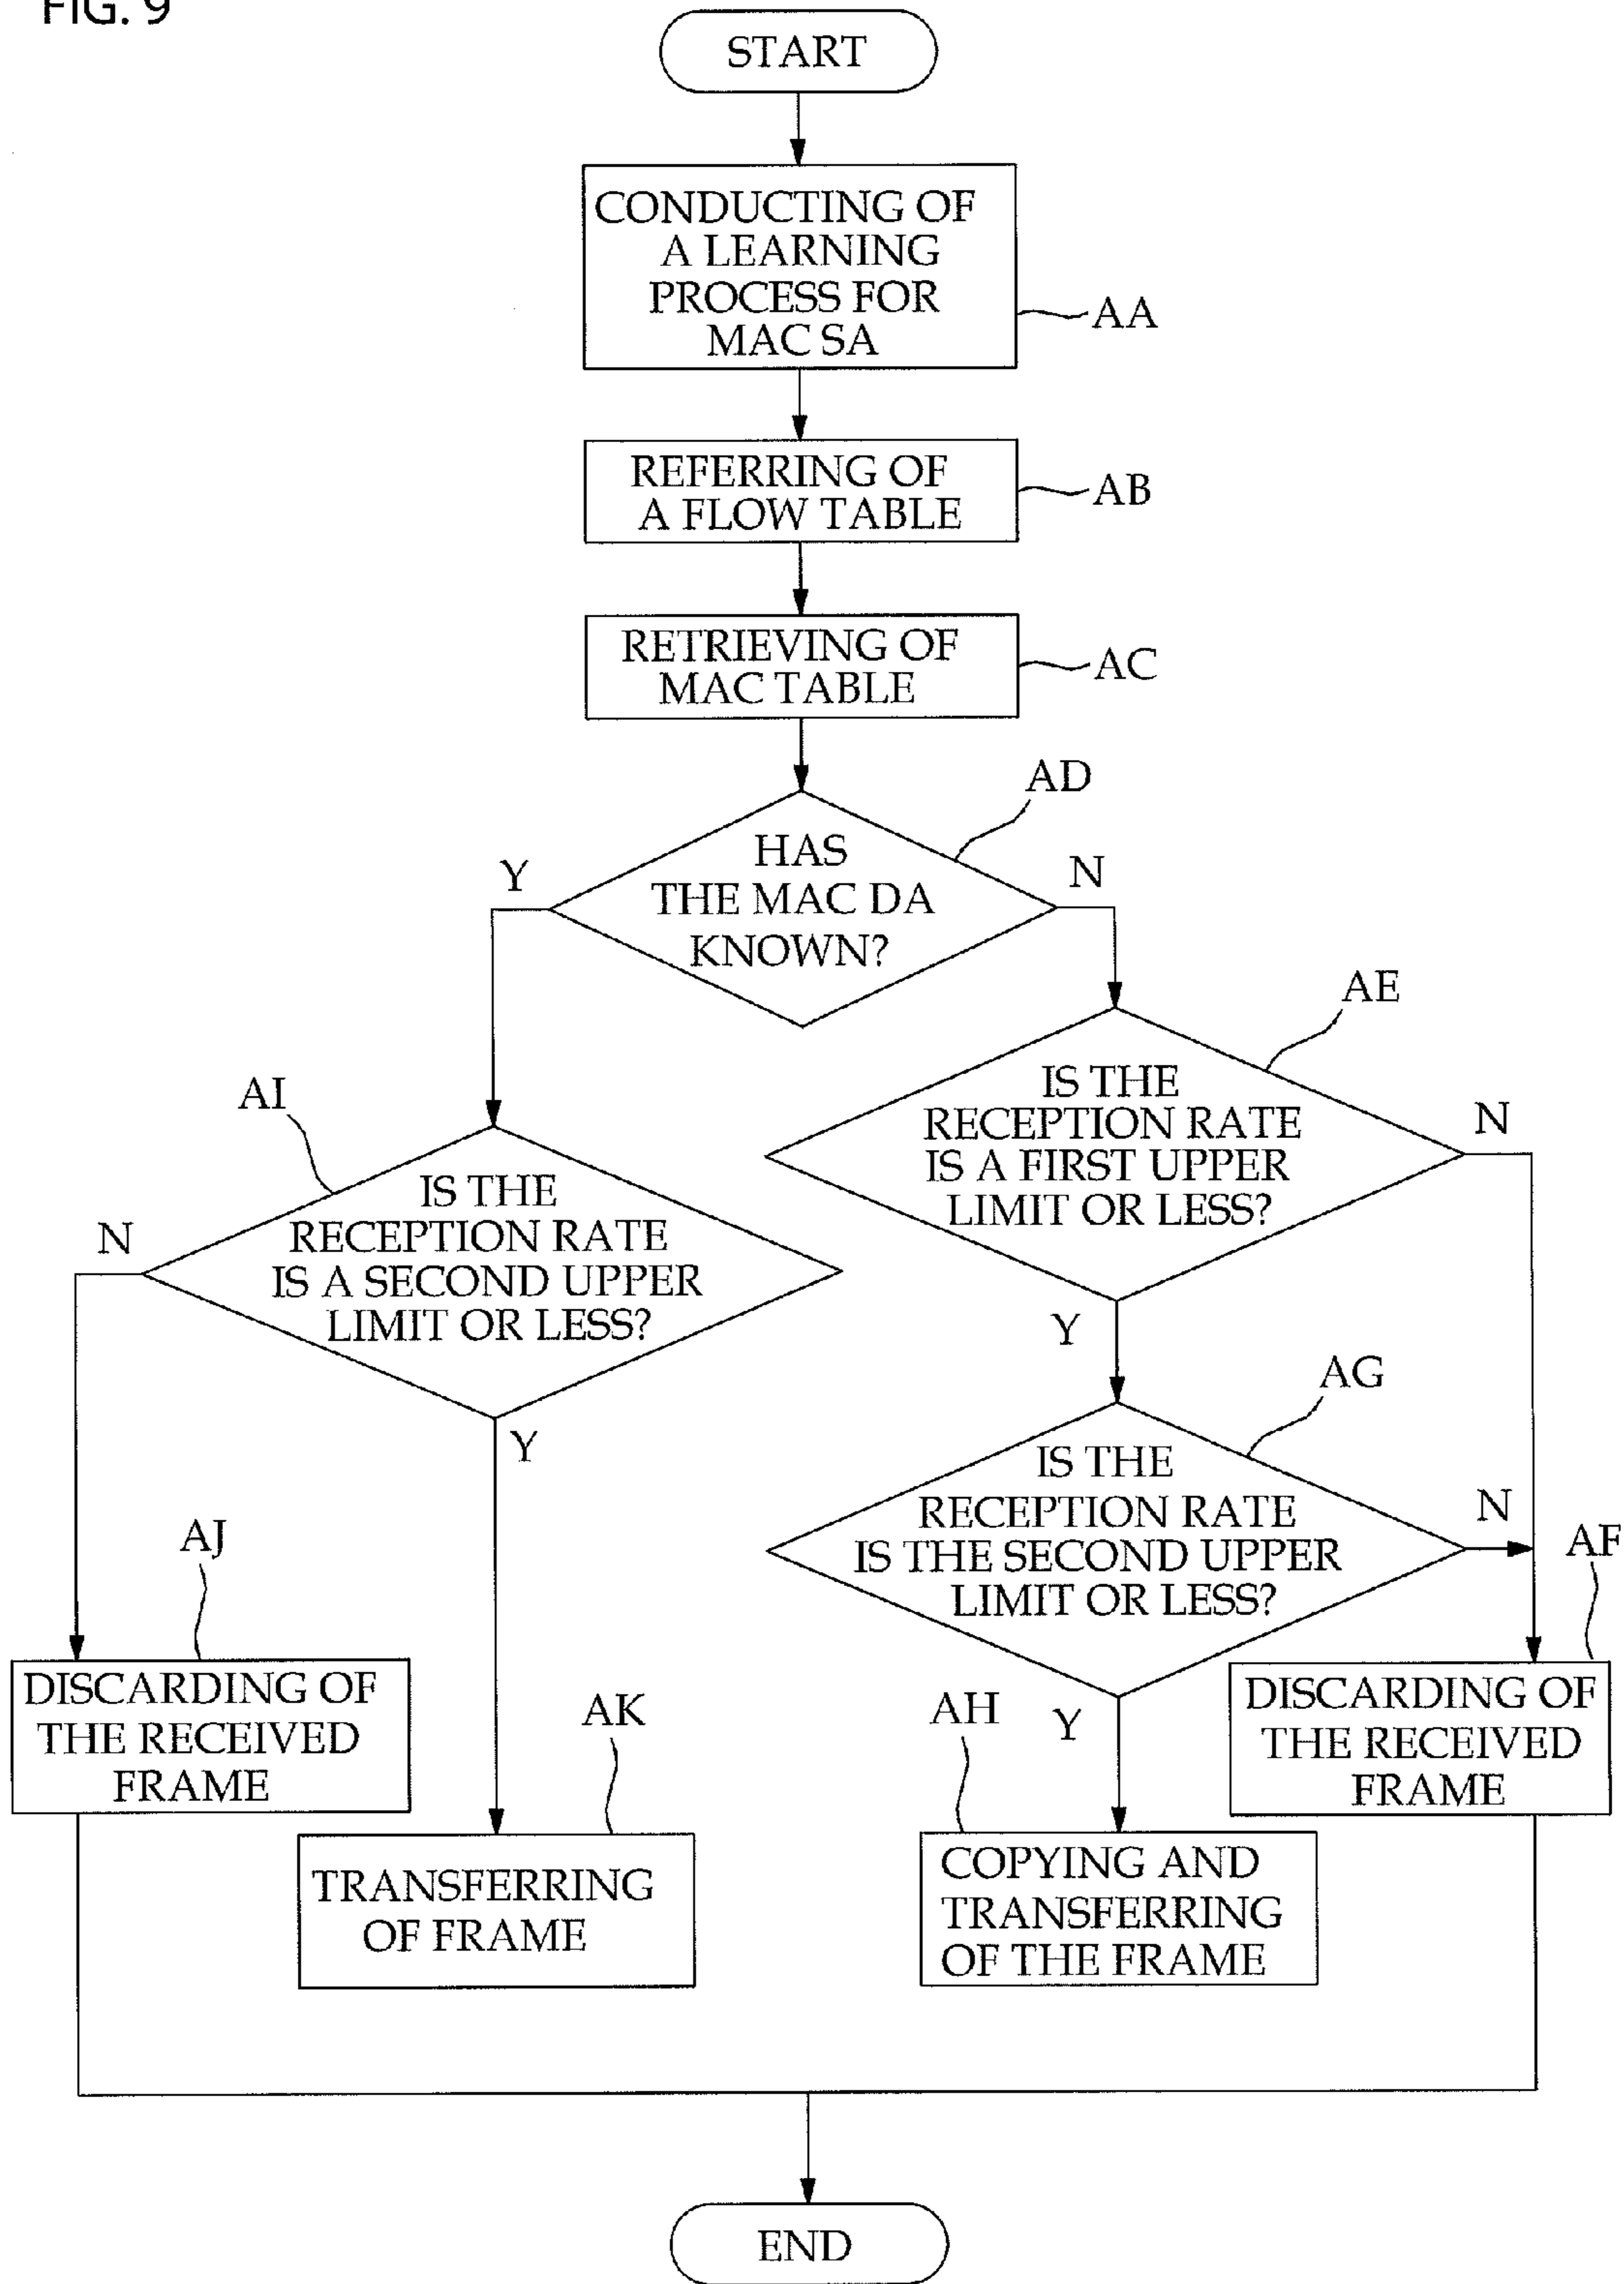 FIG. 9
START
CONDUCTING OF
A LEARNING
PROCESS FOR
MAC SA
AA
REFERRING OF
A FLOW TABLE
AB
RETRIEVING OF
MAC TABLE
AC
AD
HAS
THE MAC DA
KNOWN?
Y
N
AE
IS THE
RECEPTION RATE
IS A FIRST UPPER
LIMIT OR LESS?
N
Y
AI
IS THE
RECEPTION RATE
IS A SECOND UPPER
LIMIT OR LESS?
N
Y
AG
IS THE
RECEPTION RATE
IS THE SECOND UPPER
LIMIT OR LESS?
N
Y
AJ
DISCARDING OF
THE RECEIVED
FRAME
AK
TRANSFERRING
OF FRAME
AH
COPYING AND
TRANSFERRING
OF THE FRAME
AF
DISCARDING OF
THE RECEIVED
FRAME
END